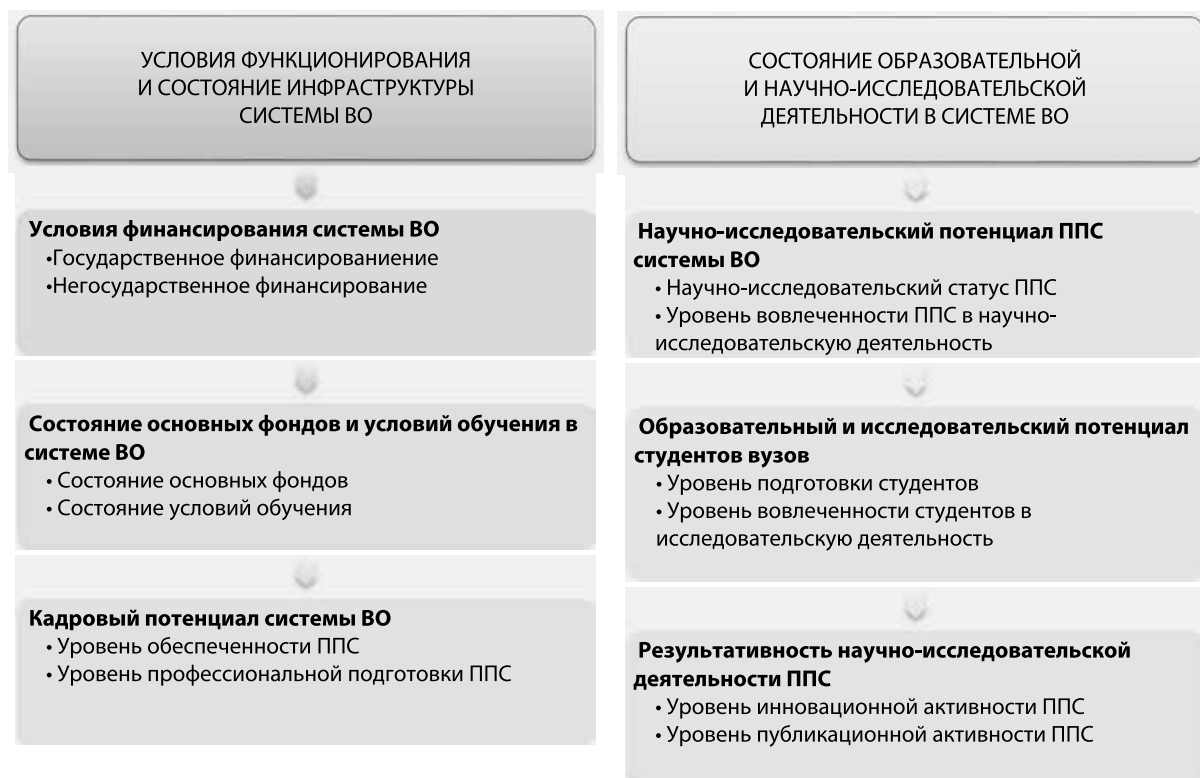 УСЛОВИЯ ФУНКЦИОНИРОВАНИЯ
И СОСТОЯНИЕ ИНФРАСТРУКТУРЫ
СИСТЕМЫ ВО
Условия финансирования системы ВО
•Государственное финансированиение
•Негосударственное финансирование
Состояние основных фондов и условий обучения в
системе ВО
• Состояние основных фондов
• Состояние условий обучения
Кадровый потенциал системы ВО
• Уровень обеспеченности ППС
• Уровень профессиональной подготовки ППС
СОСТОЯНИЕ ОБРАЗОВАТЕЛЬНОЙ
И НАУЧНО-ИССЛЕДОВАТЕЛЬСКОЙ
ДЕЯТЕЛЬНОСТИ В СИСТЕМЕ ВО
Научно-исследовательский потенциал ППС
системы ВО
• Научно-исследовательский статус ППС
• Уровень вовлеченности ППС в научно-
исследовательскую деятельность
Образовательный и исследовательский потенциал
студентов вузов
• Уровень подготовки студентов
• Уровень вовлеченности студентов в
исследовательскую деятельность
Результативность научно-исследовательской
деятельности ППС
• Уровень инновационной активности ППС
• Уровень публикационной активности ППС